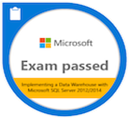 Microsoft
Exam passed
Implementing a Data Warehouse with
Microsoft SQL Server 2012/2014